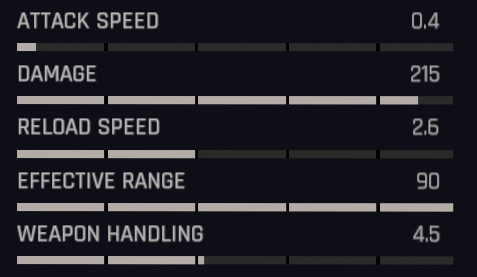 ATTACK SPEED 0.4
DAMAGE 215
RELOAD SPEED 2.6
EFFECTIVE RANGE 90
WEAPON HANDLING 4.5